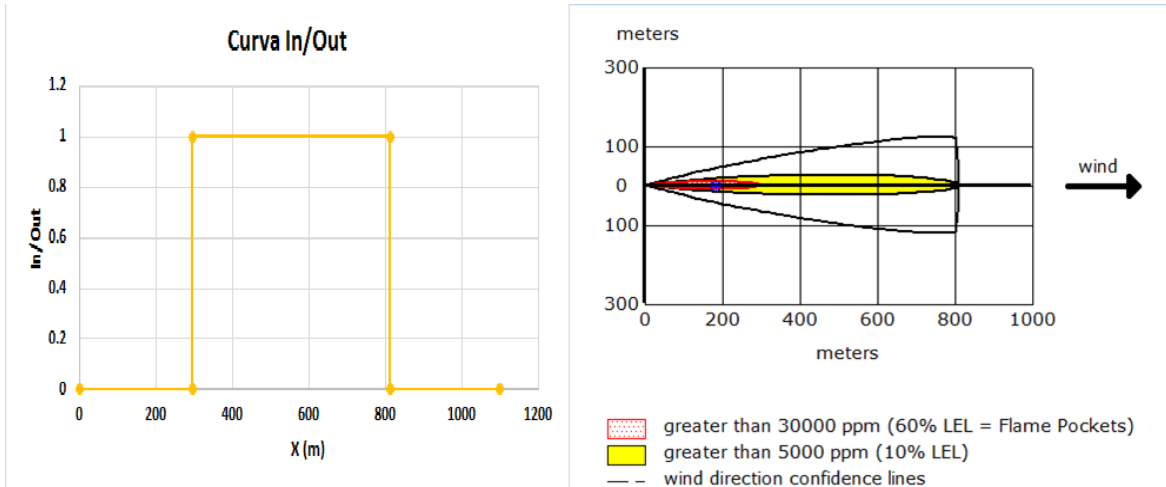 Curva In/Out
1.2
1
0.8
0.6
0.4
0.2
0
In/Out
0 200 400 600 800 1000 1200
X (m)
meters
300
100
0
100
300
0 200 400 600 800 1000
meters
wind
greater than 30000 ppm (60% LEL = Flame Pockets)
greater than 5000 ppm (10% LEL)
wind direction confidence lines